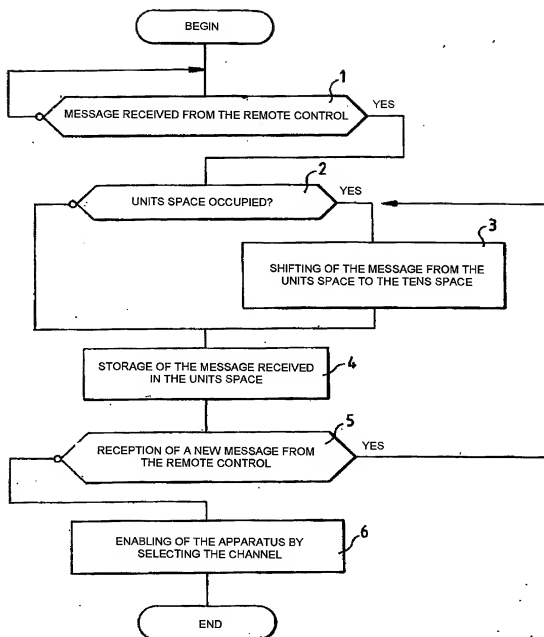 BEGIN
1
MESSAGE RECEIVED FROM THE REMOTE CONTROL
YES
2
UNITS SPACE OCCUPIED?
YES
3
SHIFTING OF THE MESSAGE FROM THE
UNITS SPACE TO THE TENS SPACE
STORAGE OF THE MESSAGE RECEIVED
IN THE UNITS SPACE
4
5
RECEPTION OF A NEW MESSAGE FROM
THE REMOTE CONTROL
YES
ENABLING OF THE APPARATUS BY
SELECTING THE CHANNEL
6
END